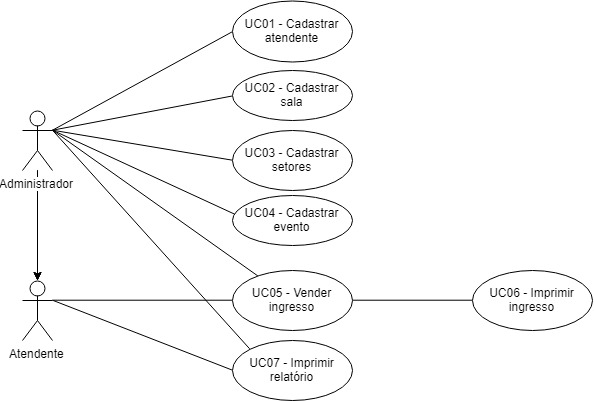 UC01 - Cadastrar
atendente
UC02 - Cadastrar
sala
UC03 - Cadastrar
setores
Administrador
UC04 - Cadastrar
evento
UC05 - Vender
ingresso
UC06 - Imprimir
ingresso
Atendente
UC07 - Imprimir
relatório